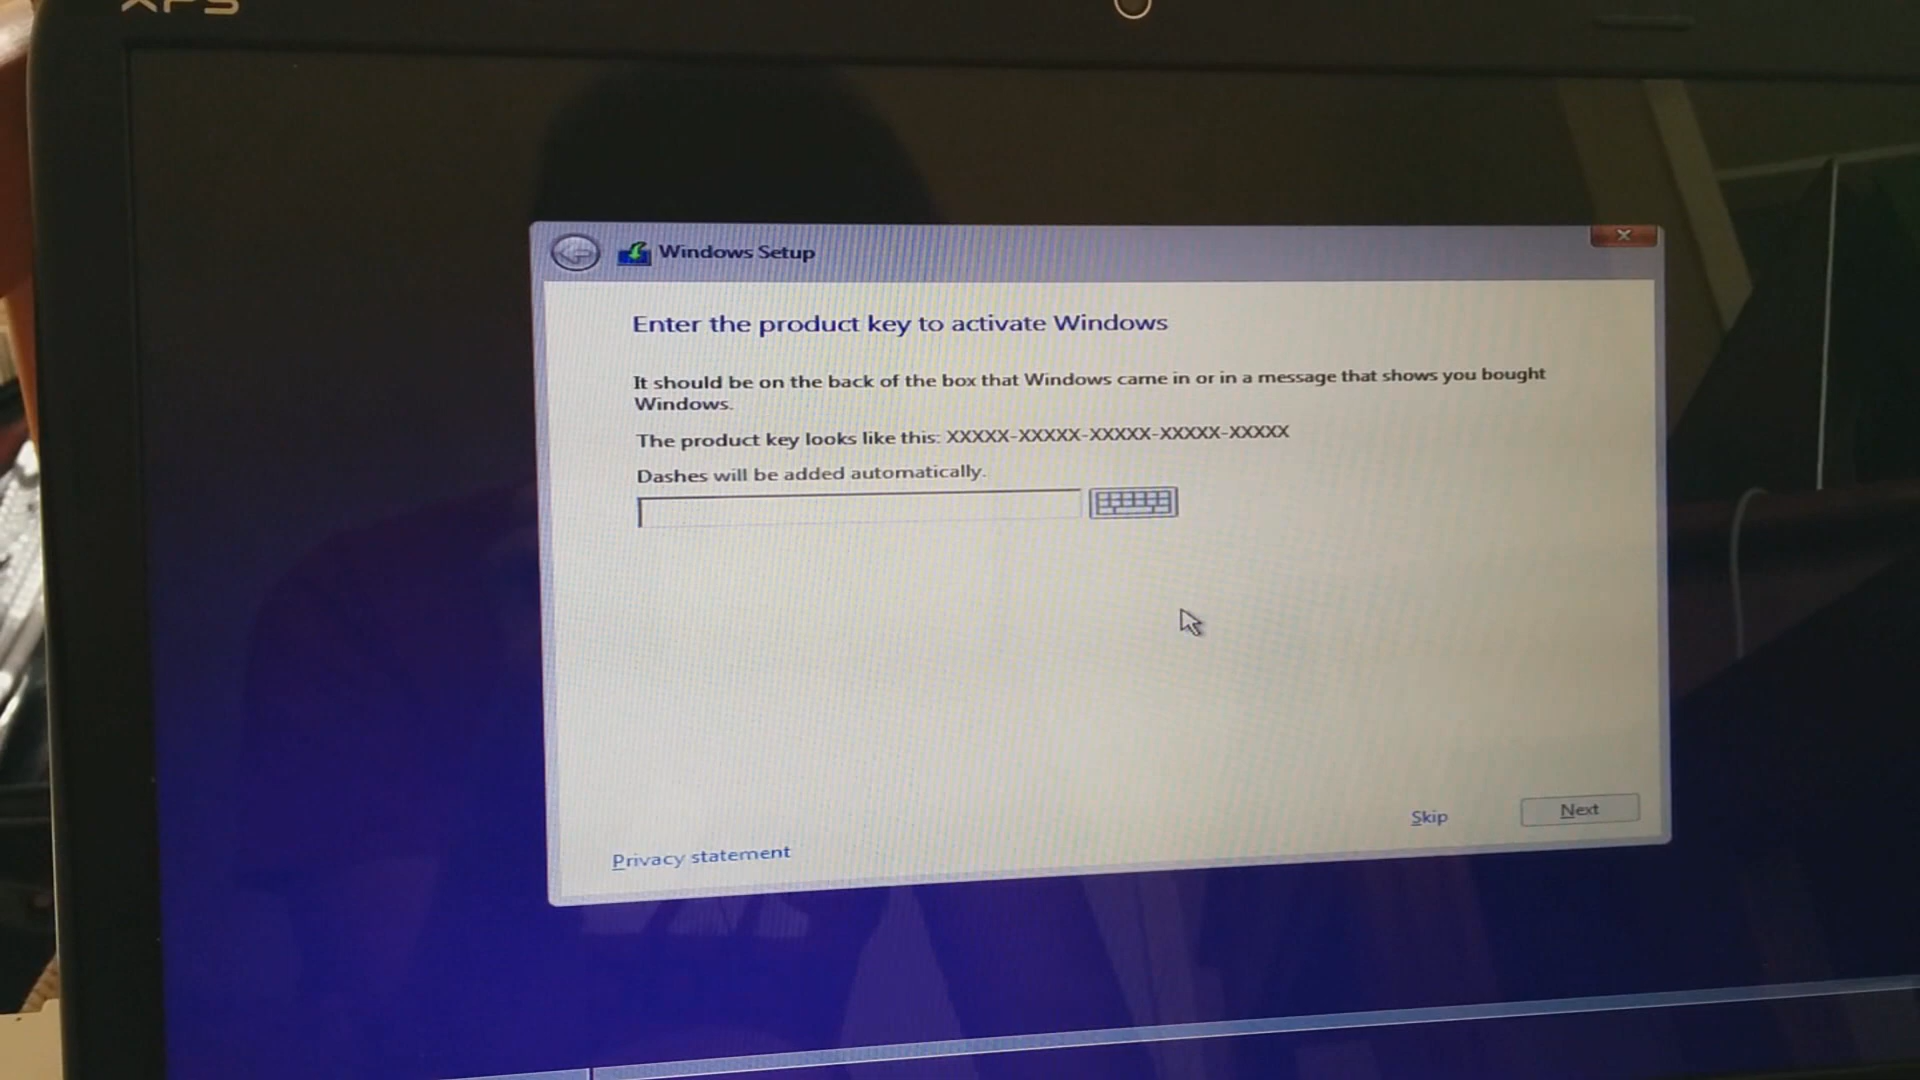 XPS
Windows Setup
Enter the product key to activate Windows
It should be on the back of the box that Windows came in or in a message that shows you bought
Windows.
The product key looks like this: XXXXX-XXXXX-XXXXX-XXXXX-XXXXX
Dashes will be added automatically.
Skip
Next
Privacy statement